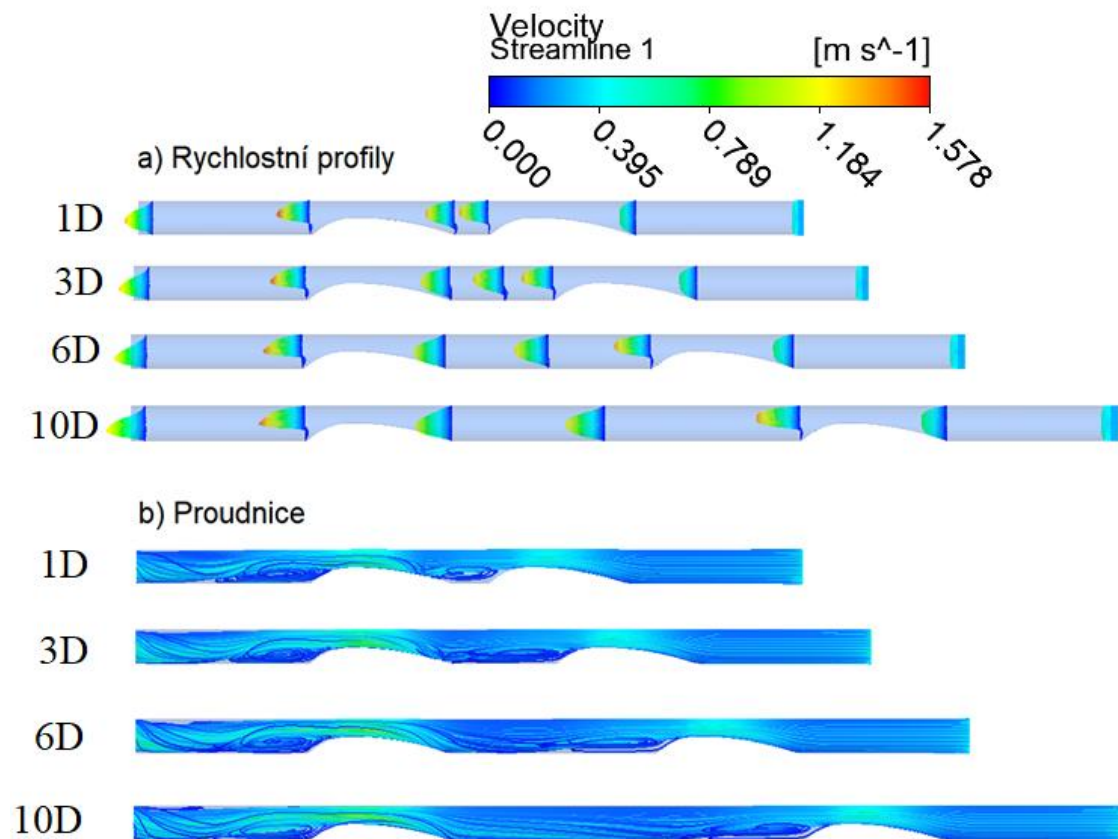 Velocity
Streamline 1 [m s^-1]
0.000 0.395 0.789 1.184 1.578
a) Rychlostní profily
1D
3D
6D
10D
b) Proudnice
1D
3D
6D
10D